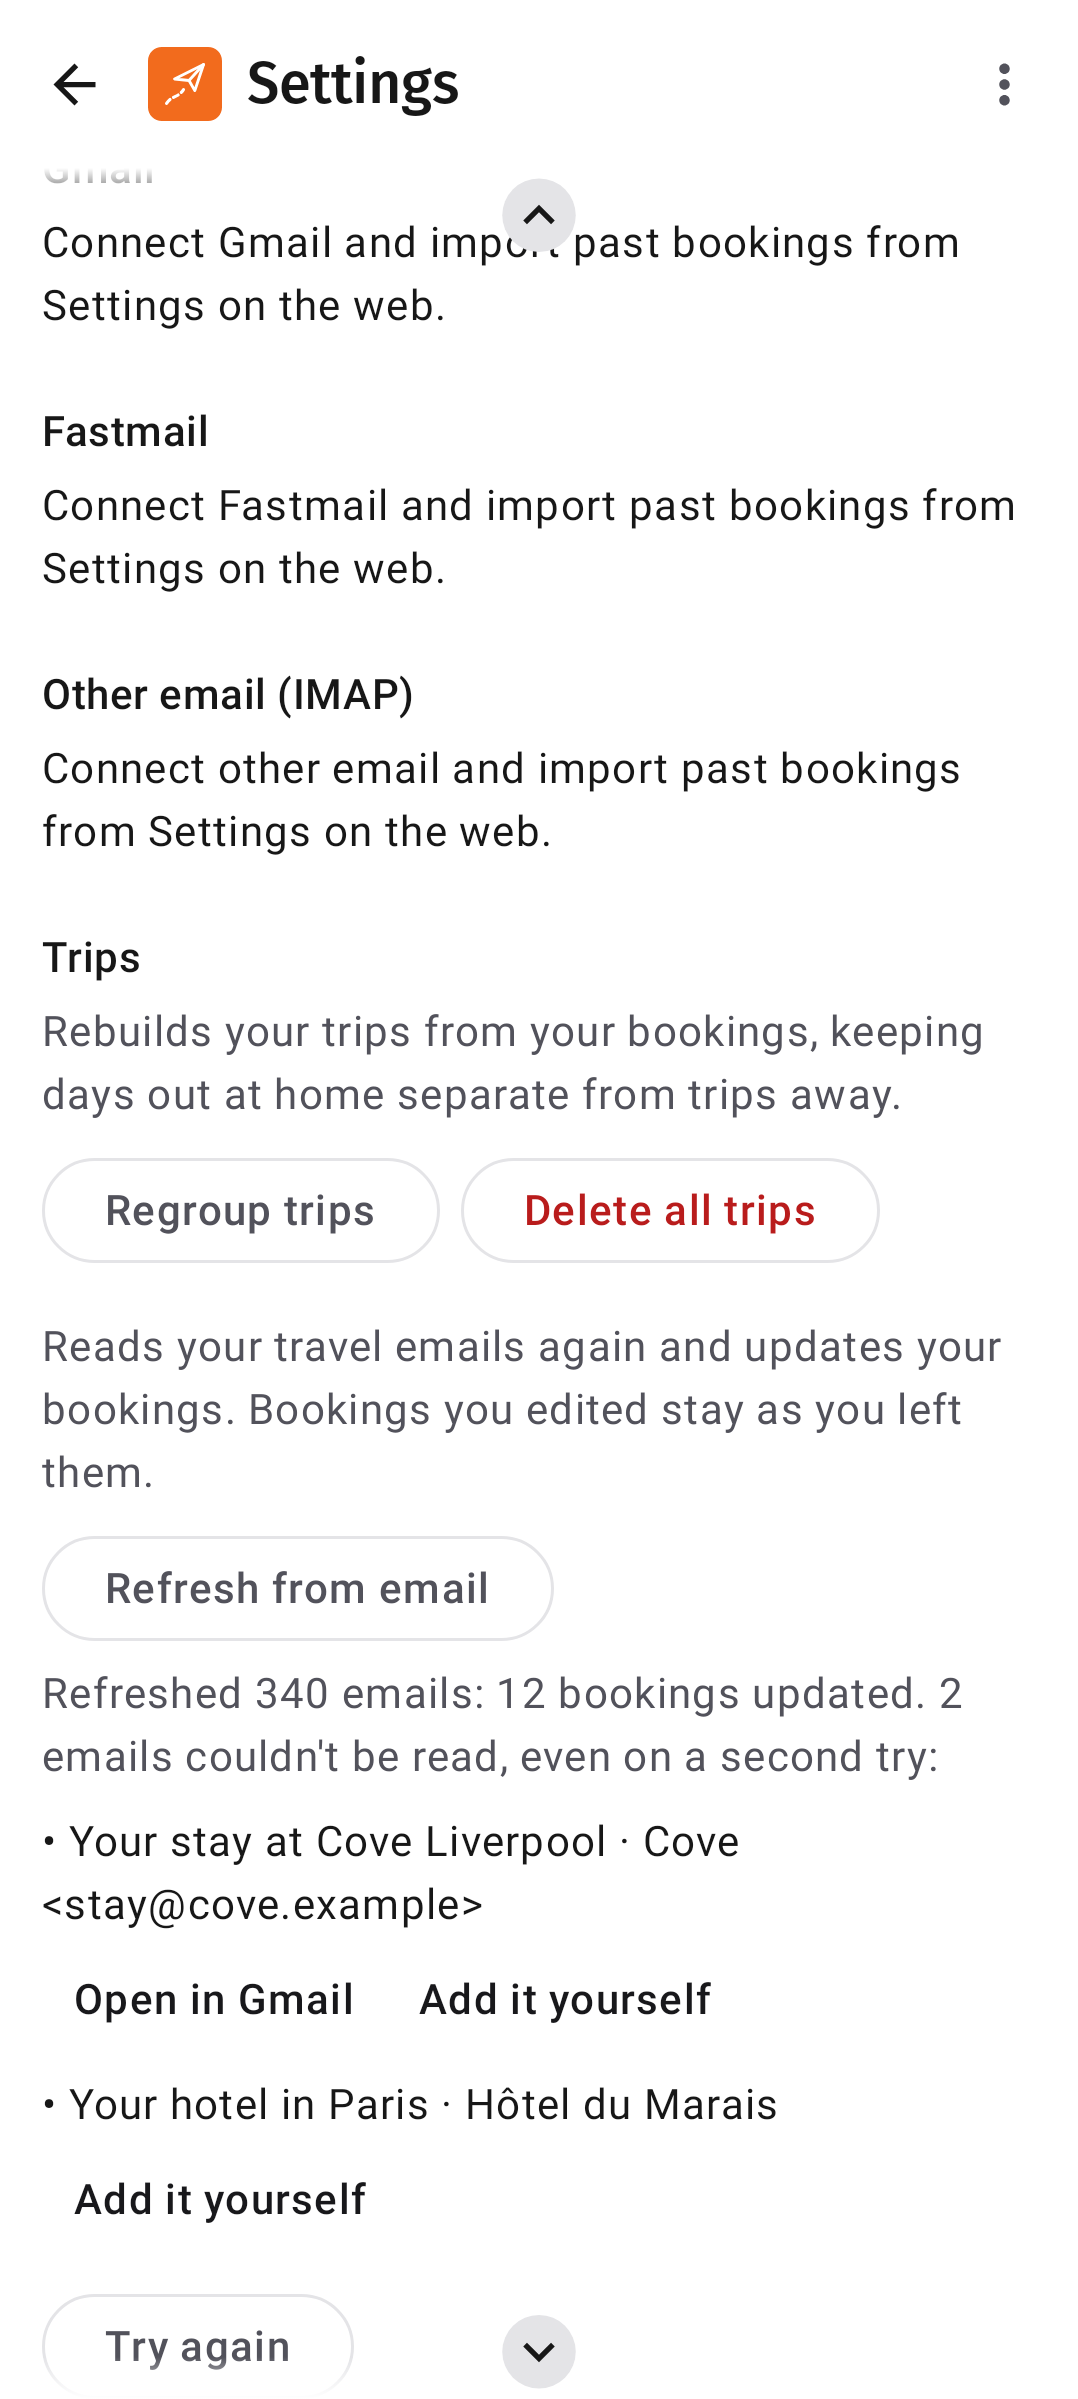 Settings
Gmail
Connect Gmail and import past bookings from
Settings on the web.
Fastmail
Connect Fastmail and import past bookings from
Settings on the web.
Other email (IMAP)
Connect other email and import past bookings
from Settings on the web.
Trips
Rebuilds your trips from your bookings, keeping
days out at home separate from trips away.
Regroup trips
Delete all trips
Reads your travel emails again and updates your
bookings. Bookings you edited stay as you left
them.
Refresh from email
Refreshed 340 emails: 12 bookings updated. 2
emails couldn't be read, even on a second try:
• Your stay at Cove Liverpool · Cove
<stay@cove.example>
Open in Gmail
Add it yourself
• Your hotel in Paris · Hôtel du Marais
Add it yourself
Try again